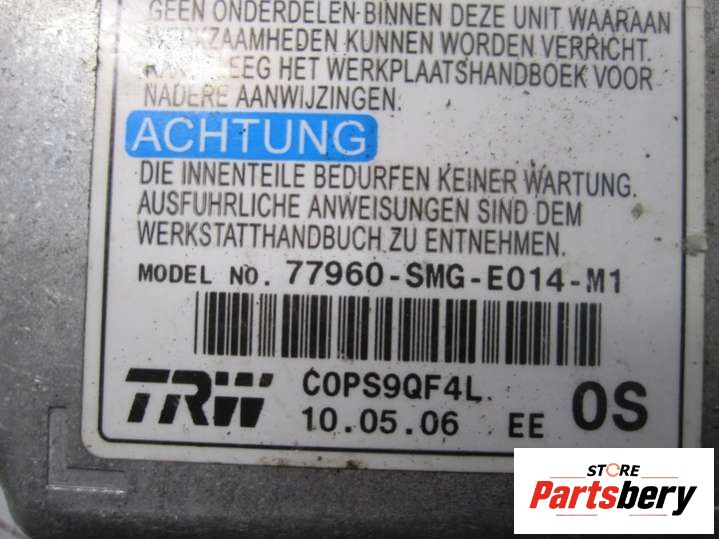 GEEN ONDERDELEN BINNEN DEZE UNIT WAARAAN
WERKZAAMHEDEN KUNNEN WORDEN VERRICHT.
HET WERKPLAATSHANDBOEK VOOR
NADERE AANWIJZINGEN.
ACHTUNG
DIE INNENTEILE BEDURFEN KEINER WARTUNG.
AUSFUHRLICHE ANWEISUNGEN SIND DEM
WERKSTATTHANDBUCH ZU ENTNEHMEN.
MODEL NO. 77960-SMG-E014-M1
TRW C0PS9QF4L
10.05.06 EE 0S
STORE
Partsbery